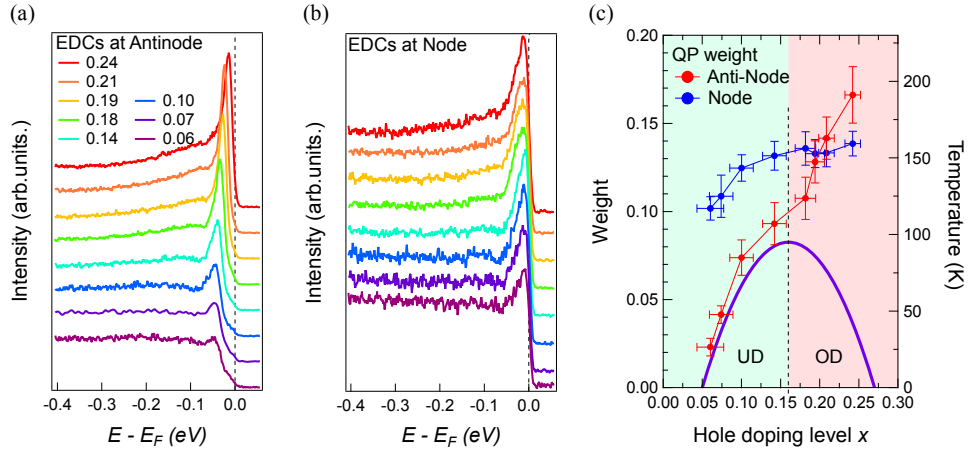 (a)
EDCs at Antinode
0.24
0.21
0.19 0.10
0.18 0.07
0.14 0.06
Intensity (arb.units.)
-0.4 -0.3 -0.2 -0.1 0.0
E - EF (eV)
(b)
EDCs at Node
Intensity (arb.units.)
-0.4 -0.3 -0.2 -0.1 0.0
E - EF (eV)
(c)
QP weight
Anti-Node
Node
UD OD
Weight
0.20
0.15
0.10
0.05
0.00
Temperature (K)
200
150
100
50
0
0.00 0.05 0.10 0.15 0.20 0.25 0.30
Hole doping level x